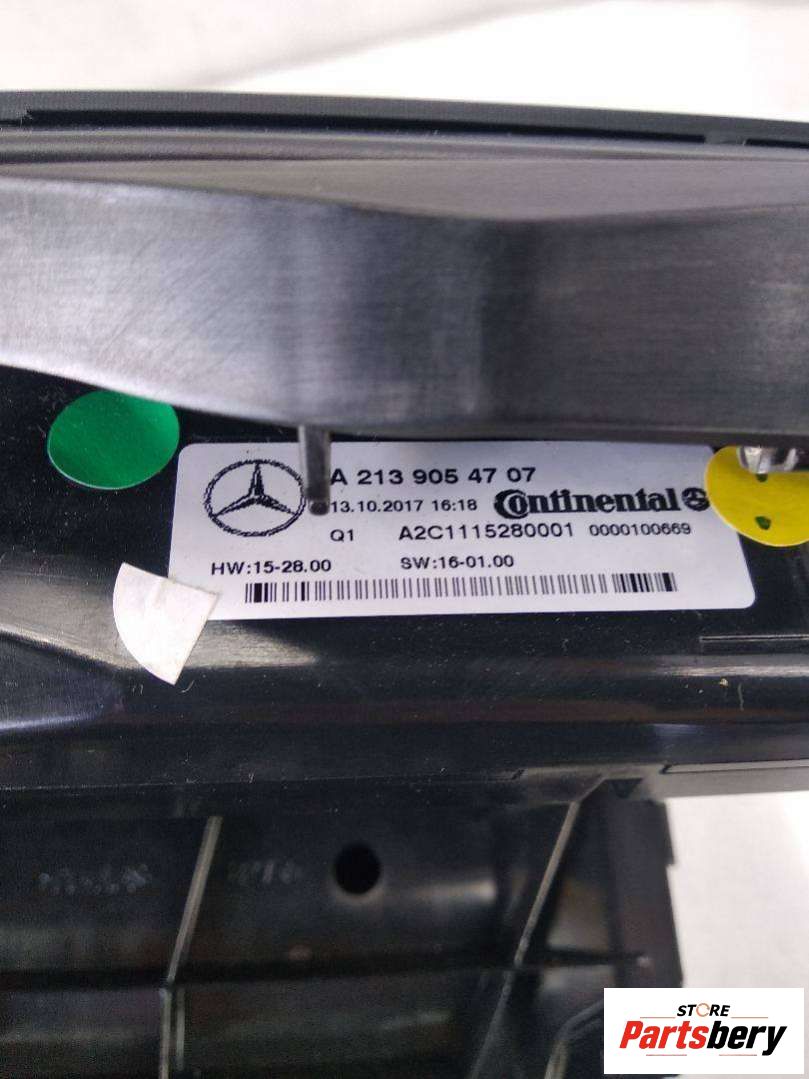 A 213 905 47 07
13.10.2017 16:18 Continental
Q1 A2C1115280001 0000100669
HW:15-28.00 SW:16-01.00
STORE
Partsbery